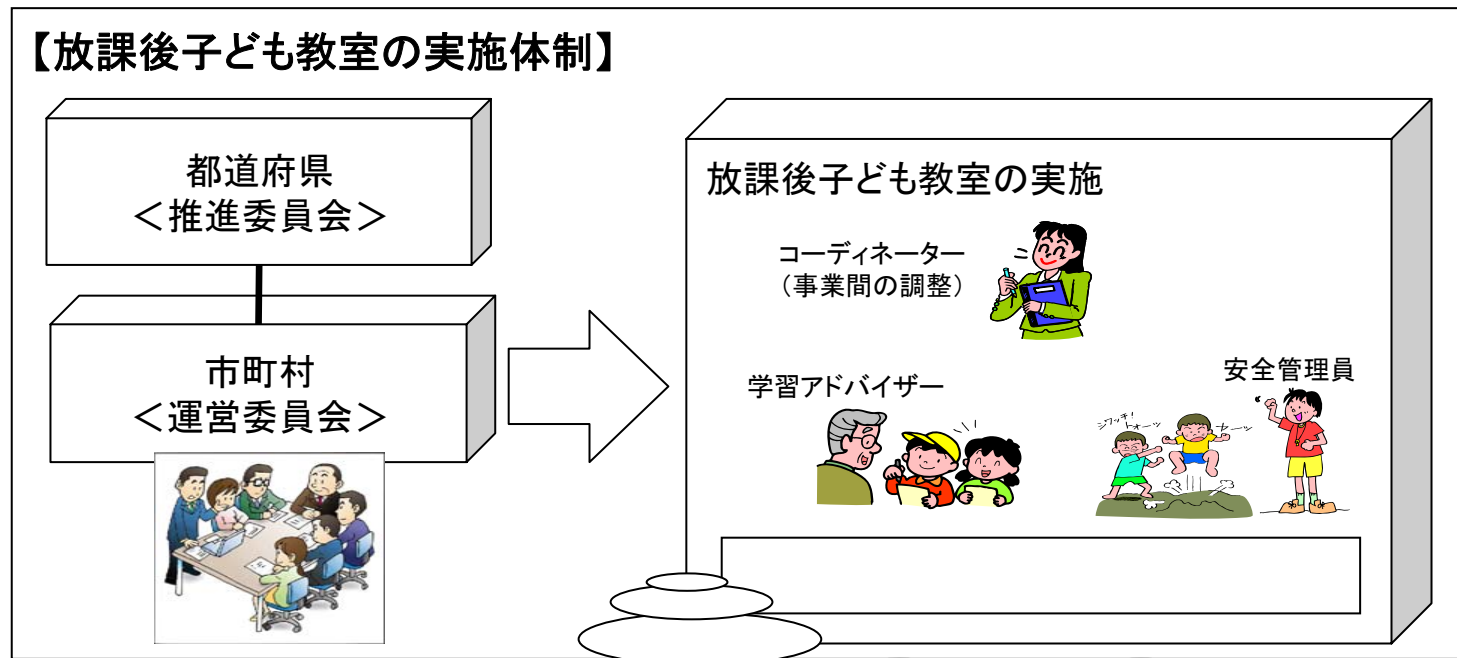 【放課後子ども教室の実施体制】
都道府県
＜推進委員会＞
市町村
＜運営委員会＞
放課後子ども教室の実施
コーディネーター
（事業間の調整）
学習アドバイザー
安全管理員